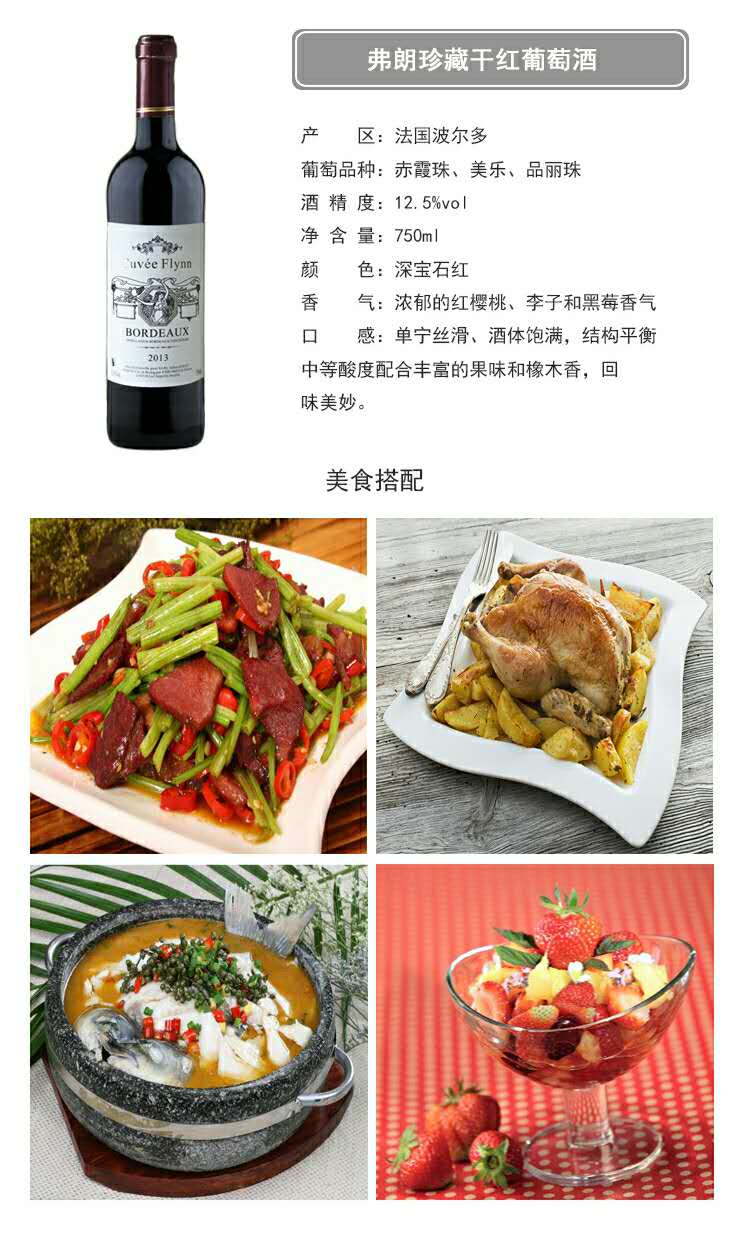 弗朗珍藏干红葡萄酒
产 区：法国波尔多
葡萄品种：赤霞珠、美乐、品丽珠
酒 精 度：12.5%vol
净 含 量：750ml
颜 色：深宝石红
香 气：浓郁的红樱桃、李子和黑莓香气
口 感：单宁丝滑、酒体饱满，结构平衡
中等酸度配合丰富的果味和橡木香，回
味美妙。
Cuvée Flynn
BORDEAUX
2013
美食搭配